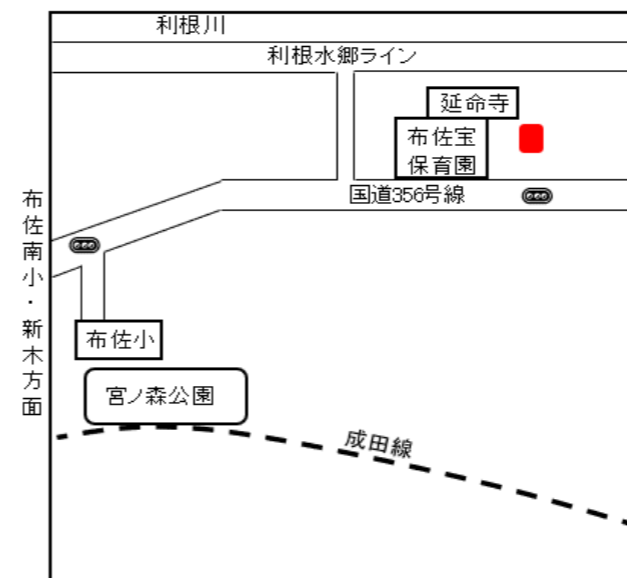 利根川
利根水郷ライン
延命寺
布佐宝
保育園
国道356号線
布佐南小・新木方面
布佐小
宮ノ森公園
成田線